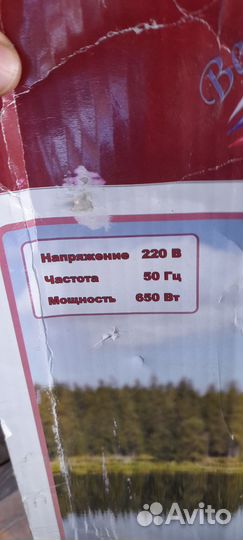 Напряжение 220 В
Частота 50 Гц
Мощность 650 Вт
Avito